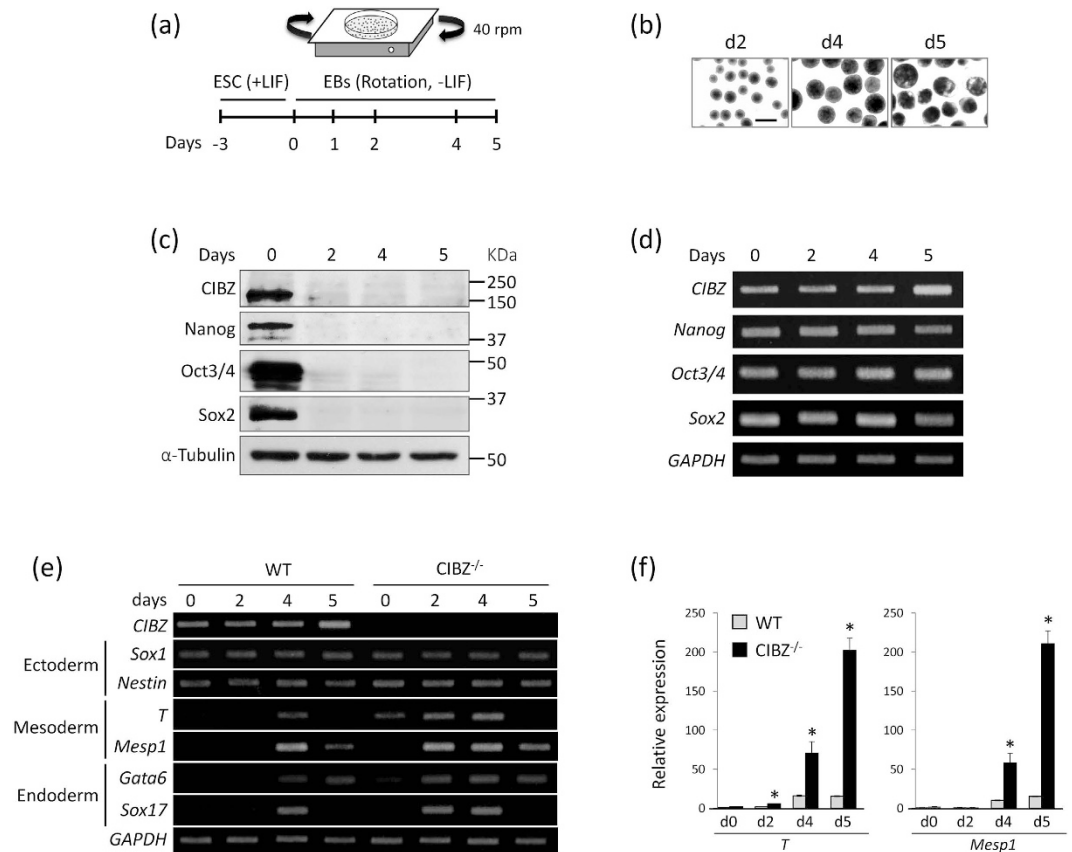 (a)
40 rpm
ESC (+LIF) EBs (Rotation, -LIF)
Days -3 0 1 2 4 5
(b)
d2 d4 d5
(c)
Days 0 2 4 5 KDa
CIBZ 250
150
Nanog
37
Oct3/4 50
37
Sox2
α-Tubulin 50
(d)
Days 0 2 4 5
CIBZ
Nanog
Oct3/4
Sox2
GAPDH
(e)
WT CIBZ-/-
days 0 2 4 5 0 2 4 5
CIBZ
Ectoderm Sox1
Nestin
Mesoderm T
Mesp1
Endoderm Gata6
Sox17
GAPDH
(f)
Relative expression
250 WT
200 CIBZ-/-
150
100
50
0
d0 d2 d4 d5
T
* * *
250
200
150
100
50
0
d0 d2 d4 d5
Mesp1
* *